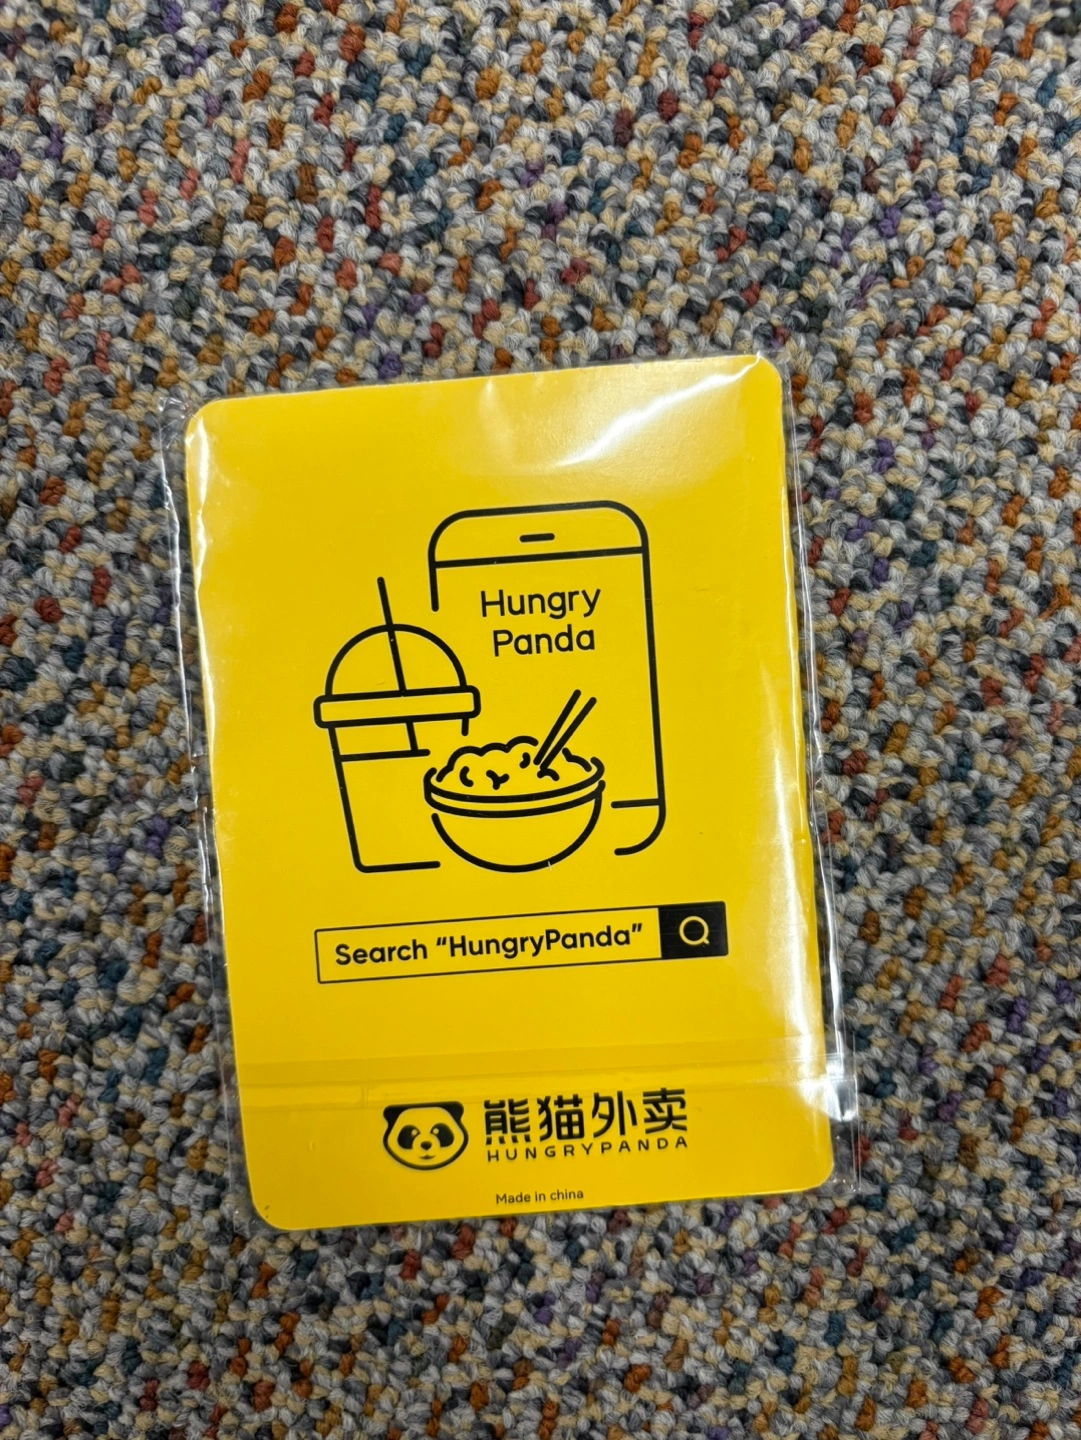 Hungry
Panda
Search “HungryPanda”
熊猫外卖
HUNGRYPANDA
Made in china